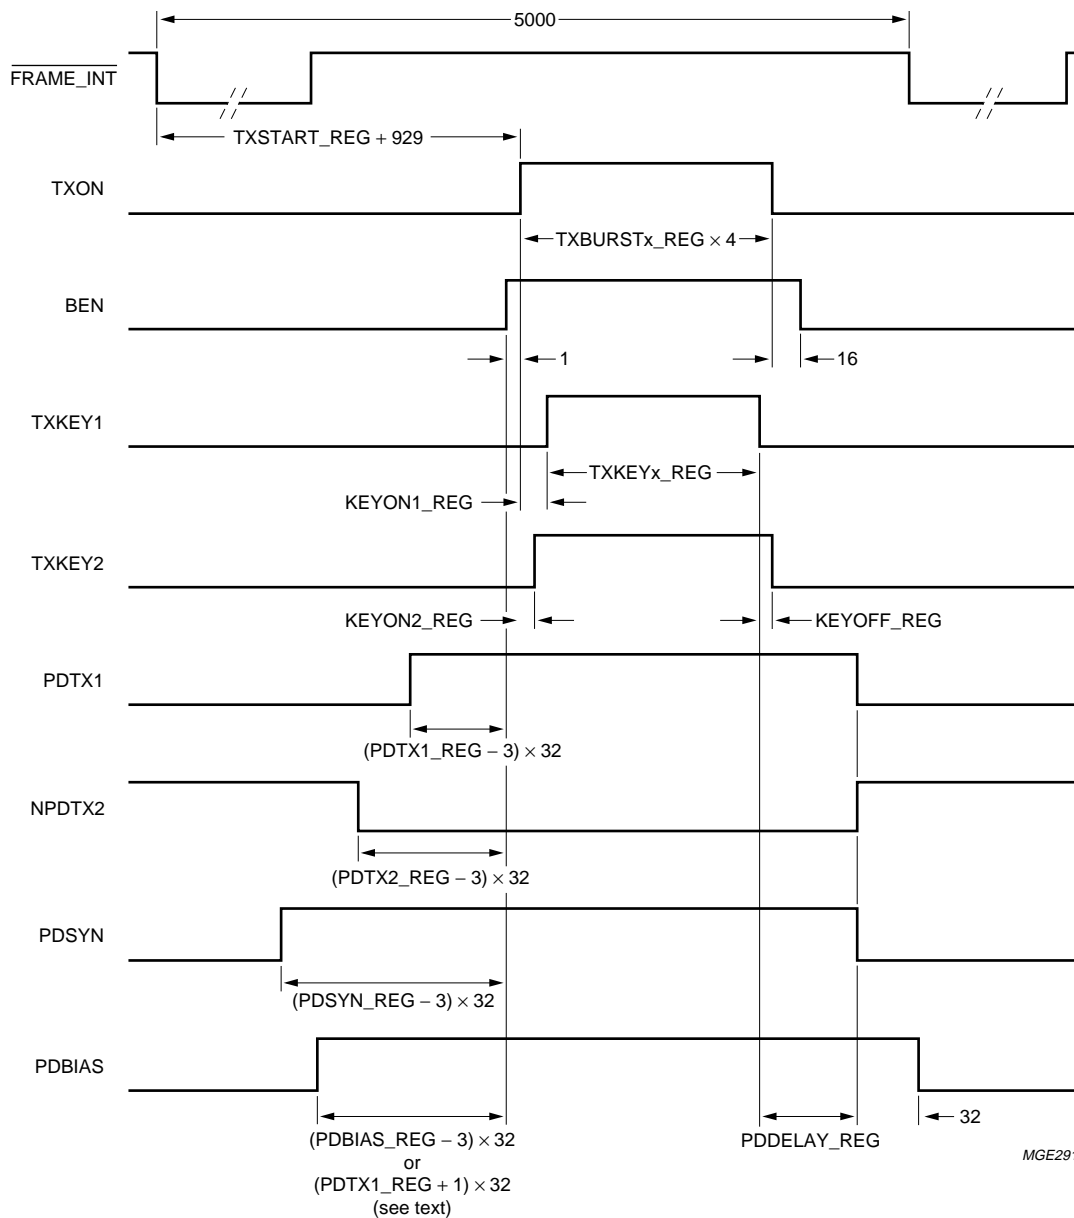 5000
FRAME_INT
TXSTART_REG + 929
TXON
TXBURSTx_REG × 4
BEN
1
16
TXKEY1
TXKEYx_REG
KEYON1_REG
TXKEY2
KEYON2_REG
KEYOFF_REG
PDTX1
(PDTX1_REG – 3) × 32
NPDTX2
(PDTX2_REG – 3) × 32
PDSYN
(PDSYN_REG – 3) × 32
PDBIAS
32
(PDBIAS_REG – 3) × 32
PDDELAY_REG
or
(PDTX1_REG + 1) × 32
(see text)
MGE291